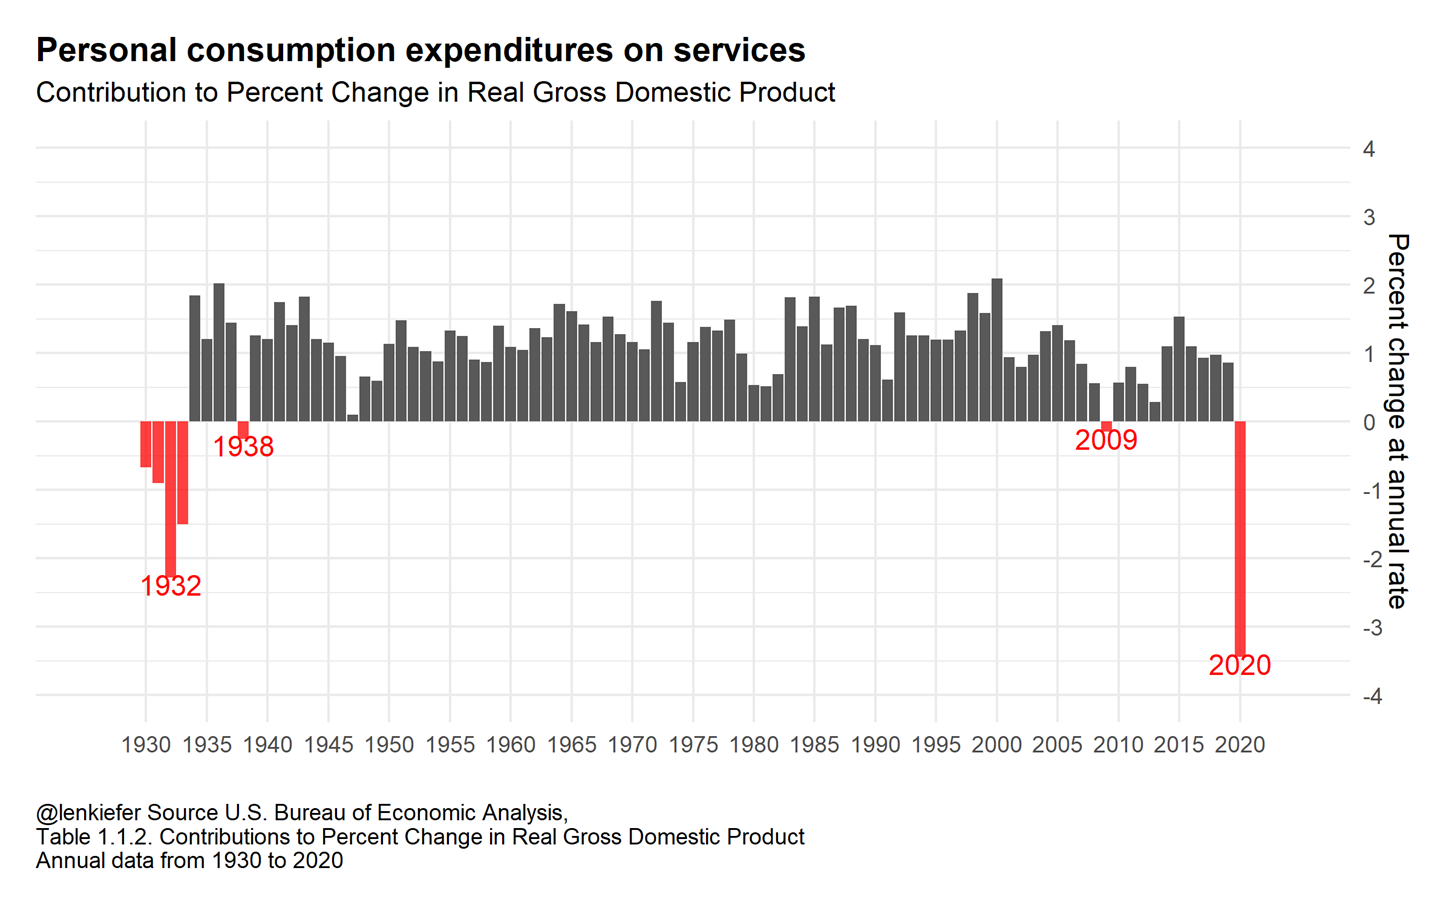 Personal consumption expenditures on services
Contribution to Percent Change in Real Gross Domestic Product
4
3
2
1
0
-1
-2
-3
-4
Percent change at annual rate
1938
2009
1932
2020
1930 1935 1940 1945 1950 1955 1960 1965 1970 1975 1980 1985 1990 1995 2000 2005 2010 2015 2020
@lenkiefer Source U.S. Bureau of Economic Analysis,
Table 1.1.2. Contributions to Percent Change in Real Gross Domestic Product
Annual data from 1930 to 2020